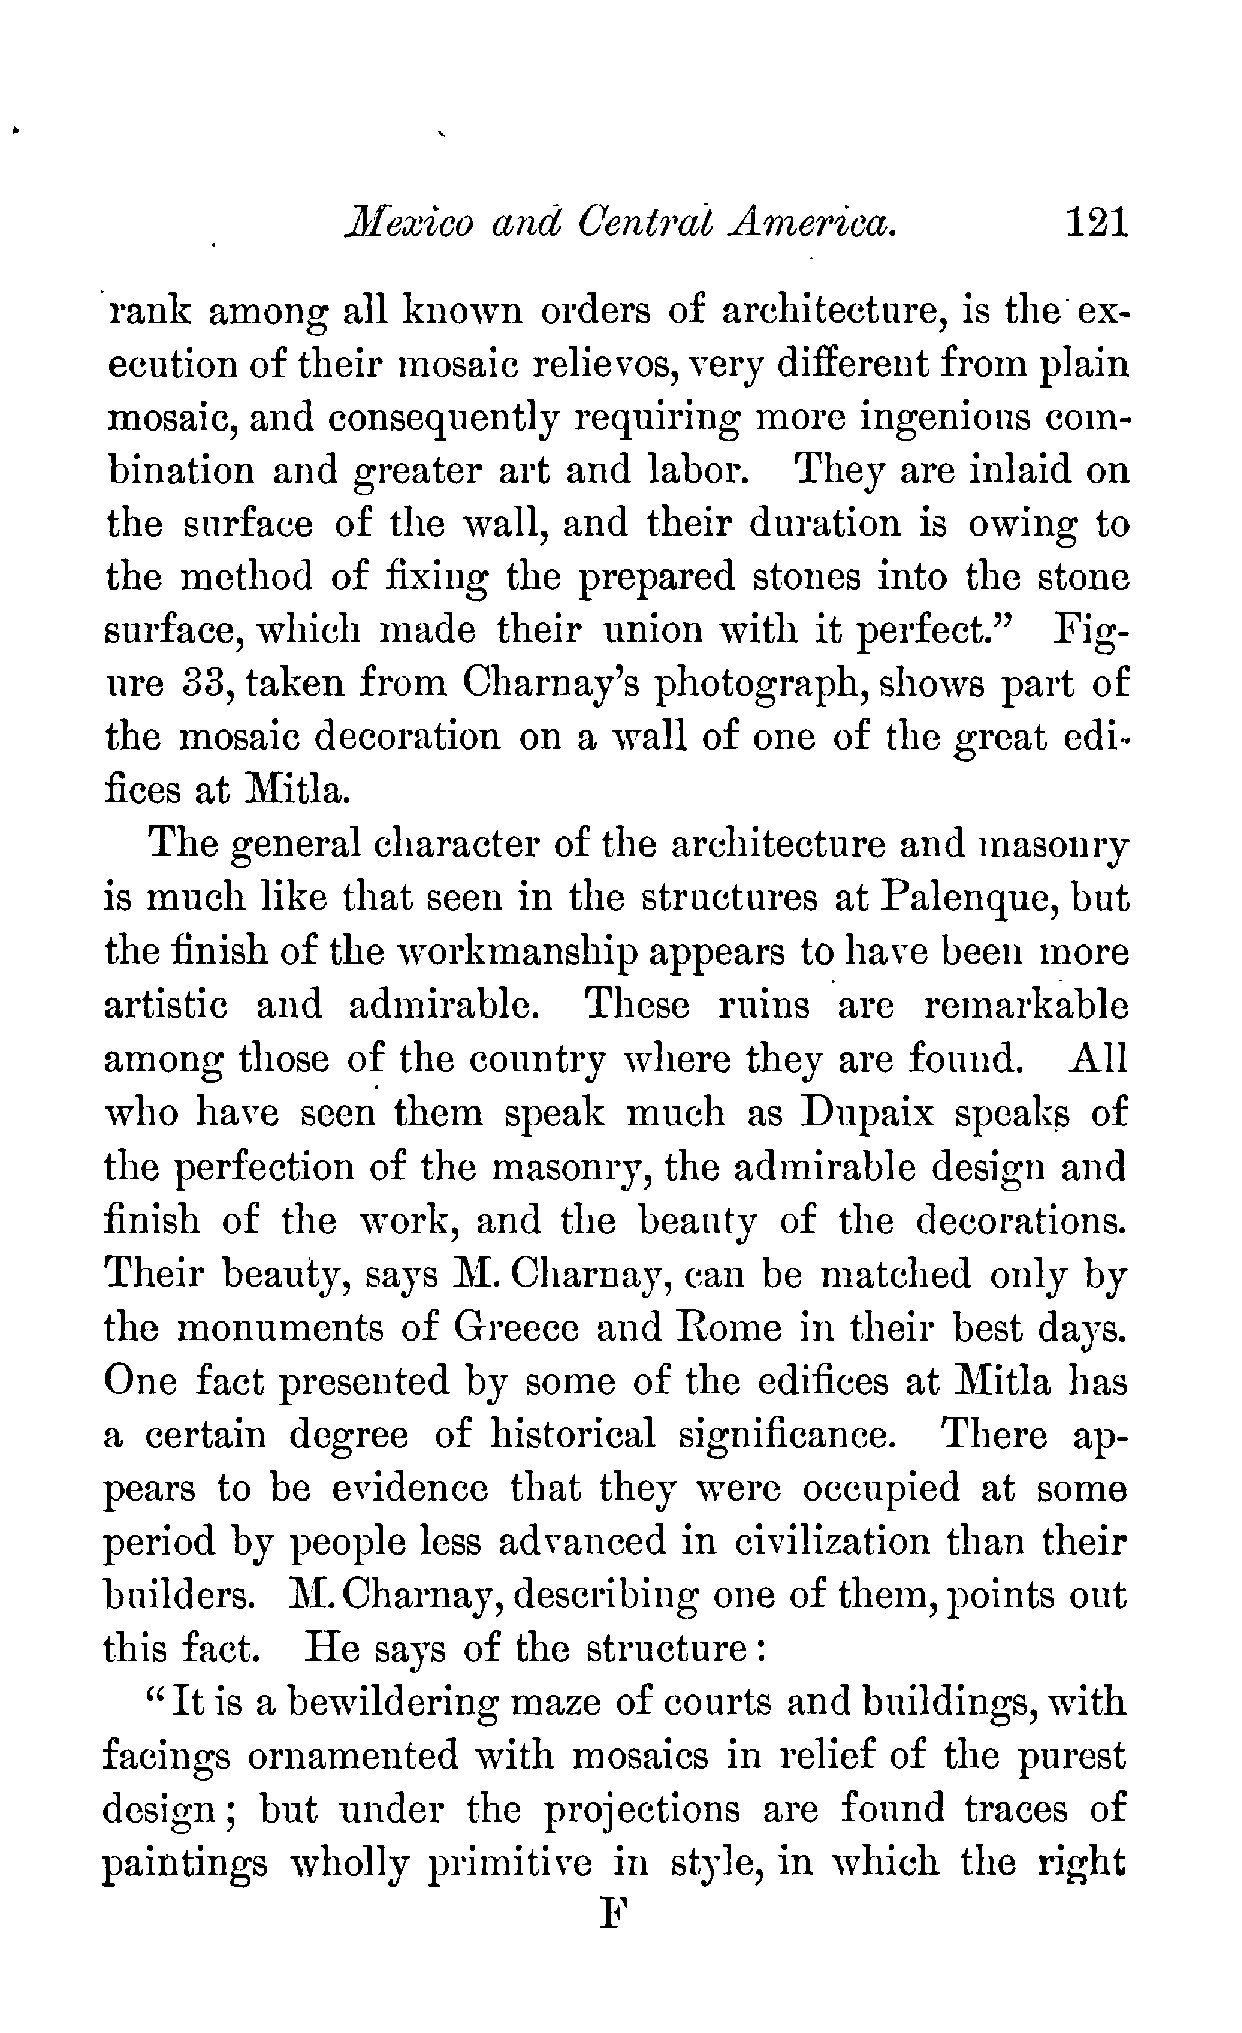 Mexico and Central America. 121
rank among all known orders of architecture, is the ex-
ecution of their mosaic relievos, very different from plain
mosaic, and consequently requiring more ingenious com-
bination and greater art and labor. They are inlaid on
the surface of the wall, and their duration is owing to
the method of fixing the prepared stones into the stone
surface, which made their union with it perfect.” Fig-
ure 33, taken from Charnay’s photograph, shows part of
the mosaic decoration on a wall of one of the great edi-
fices at Mitla.
The general character of the architecture and masonry
is much like that seen in the structures at Palenque, but
the finish of the workmanship appears to have been more
artistic and admirable. These ruins are remarkable
among those of the country where they are found. All
who have seen them speak much as Dupaix speaks of
the perfection of the masonry, the admirable design and
finish of the work, and the beauty of the decorations.
Their beauty, says M. Charnay, can be matched only by
the monuments of Greece and Rome in their best days.
One fact presented by some of the edifices at Mitla has
a certain degree of historical significance. There ap-
pears to be evidence that they were occupied at some
period by people less advanced in civilization than their
builders. M. Charnay, describing one of them, points out
this fact. He says of the structure :
“It is a bewildering maze of courts and buildings, with
facings ornamented with mosaics in relief of the purest
design ; but under the projections are found traces of
paintings wholly primitive in style, in which the right
F